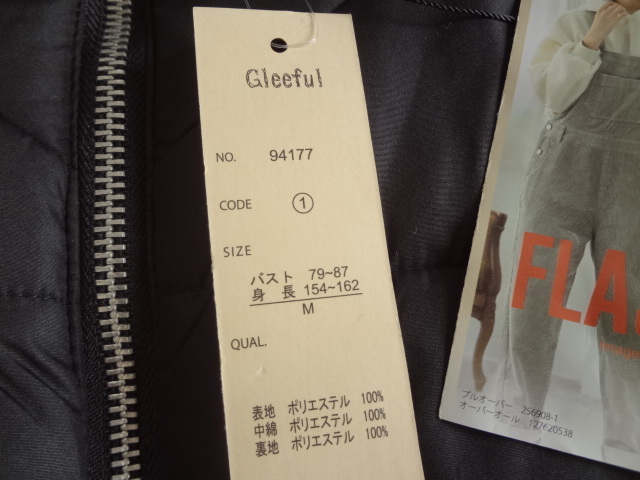 Gleeful
NO. 94177
CODE ①
SIZE
バスト 79~87
身 長 154~162
M
QUAL.
表地 ポリエステル 100%
中綿 ポリエステル 100%
裏地 ポリエステル 100%
FLA
プルオーバー 256908-1
オーバーオール 127620538